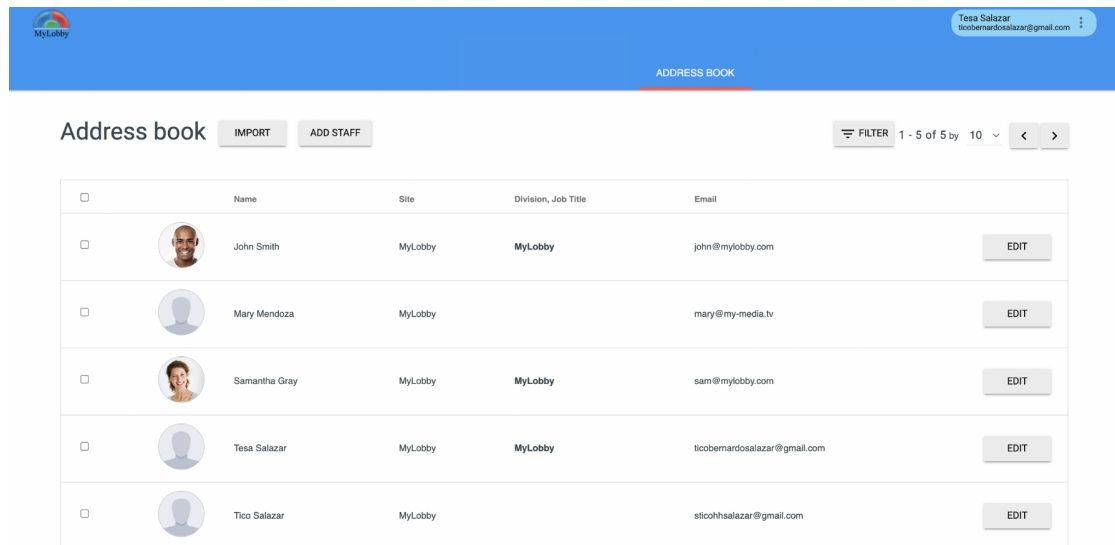 MyLobby
Tesa Salazar
ticobernardosalazar@gmail.com
ADDRESS BOOK
Address book IMPORT ADD STAFF FILTER 1 - 5 of 5 by 10
Name Site Division, Job Title Email
John Smith MyLobby MyLobby john@mylobby.com EDIT
Mary Mendoza MyLobby mary@my-media.tv EDIT
Samantha Gray MyLobby MyLobby sam@mylobby.com EDIT
Tesa Salazar MyLobby MyLobby ticobernardosalazar@gmail.com EDIT
Tico Salazar MyLobby sticohhsalazar@gmail.com EDIT